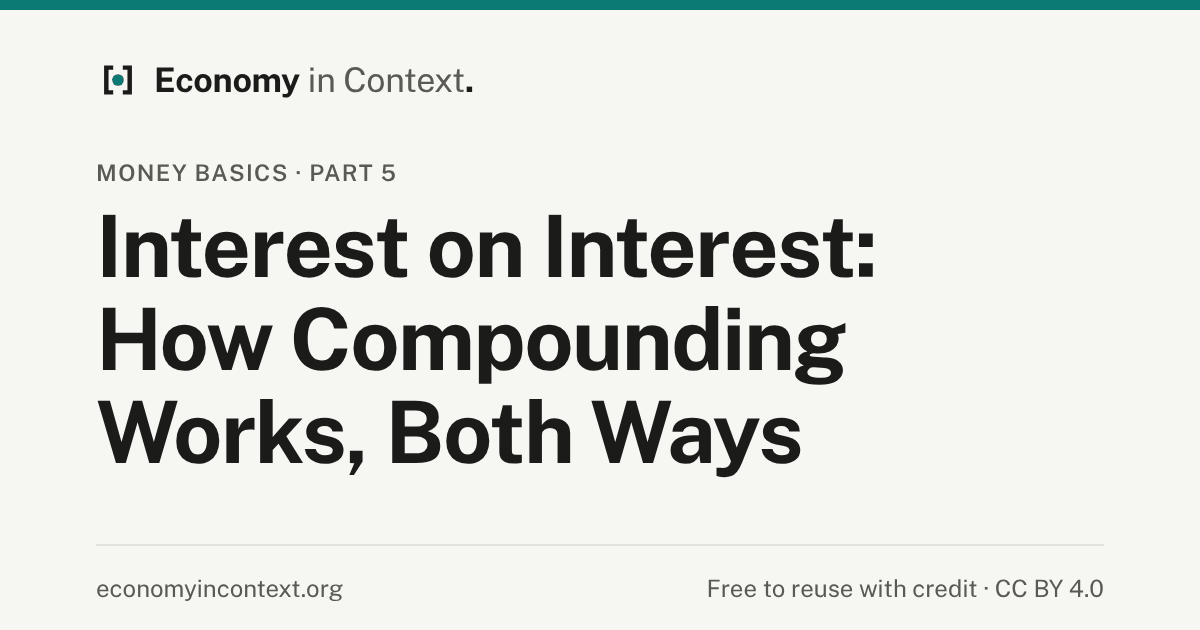 Economy in Context.
MONEY BASICS · PART 5
Interest on Interest:
How Compounding
Works, Both Ways
economyincontext.org
Free to reuse with credit · CC BY 4.0